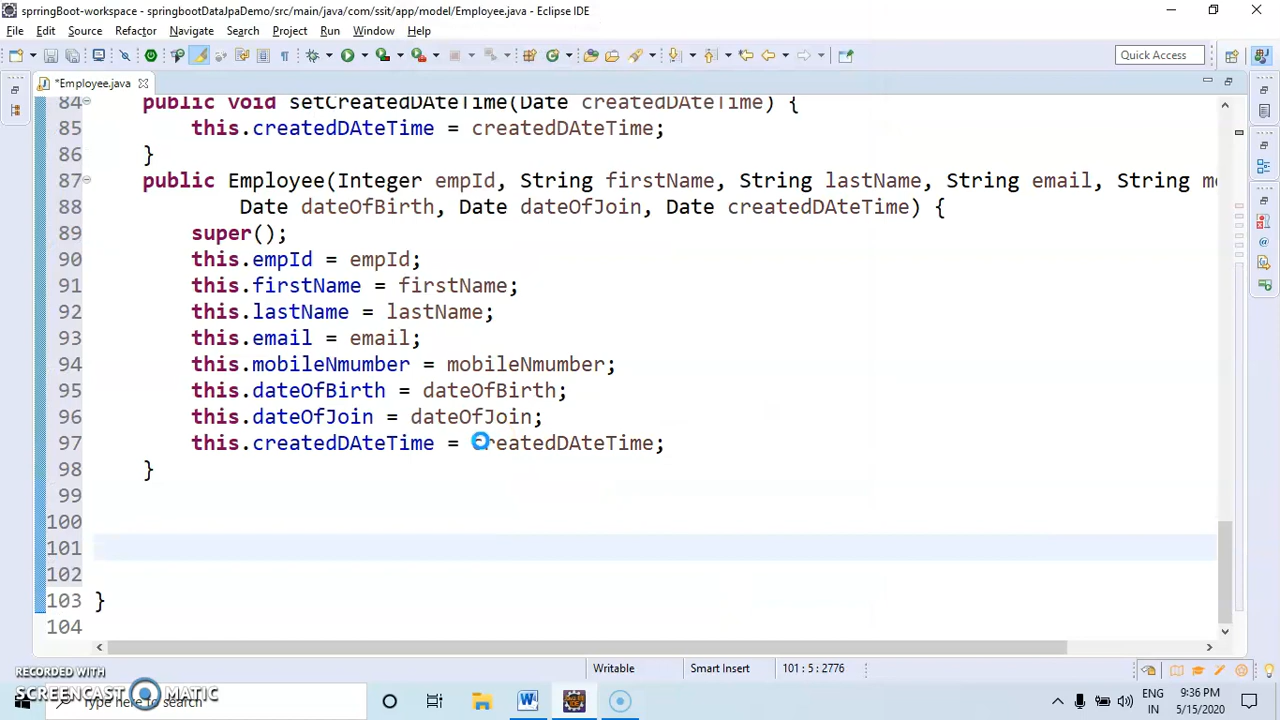 sprringBoot-workspace - springbootDataJpaDemo/src/main/java/com/ssit/app/model/Employee.java - Eclipse IDE
File Edit Source Refactor Navigate Search Project Run Window Help
Quick Access
*Employee.java
84 public void setCreatedDAteTime(Date createdDAteTime) {
85 this.createdDAteTime = createdDAteTime;
86 }
87 public Employee(Integer empId, String firstName, String lastName, String email, String m
88 Date dateOfBirth, Date dateOfJoin, Date createdDAteTime) {
89 super();
90 this.empId = empId;
91 this.firstName = firstName;
92 this.lastName = lastName;
93 this.email = email;
94 this.mobileNmumber = mobileNmumber;
95 this.dateOfBirth = dateOfBirth;
96 this.dateOfJoin = dateOfJoin;
97 this.createdDAteTime = createdDAteTime;
98 }
99
100
101
102
103 }
104
Writable Smart Insert 101 : 5 : 2776
RECORDED WITH
SCREENCAST MATIC
Type here to search
ENG
IN
9:36 PM
5/15/2020